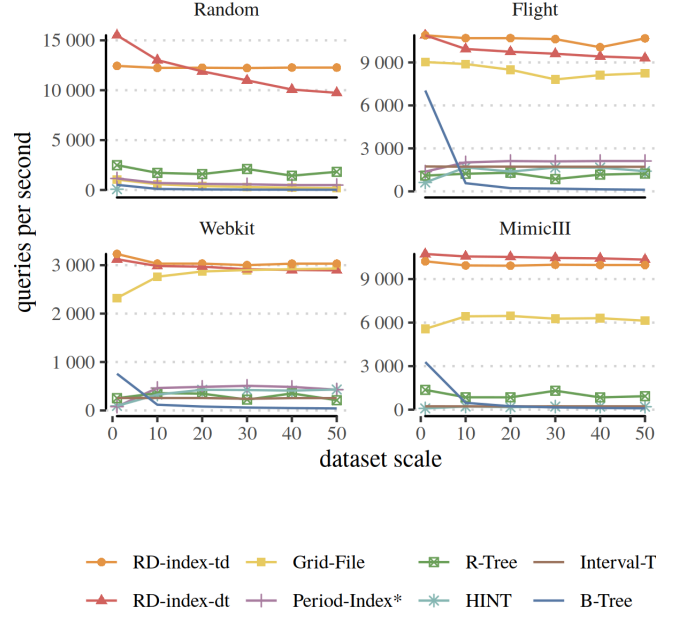 Random
Flight
15 000
10 000
5 000
0
9 000
6 000
3 000
0
queries per second
Webkit
MimicIII
3 000
2 000
1 000
0
9 000
6 000
3 000
0
0 10 20 30 40 50
0 10 20 30 40 50
dataset scale
RD-index-td Grid-File R-Tree Interval-T
RD-index-dt Period-Index* HINT B-Tree